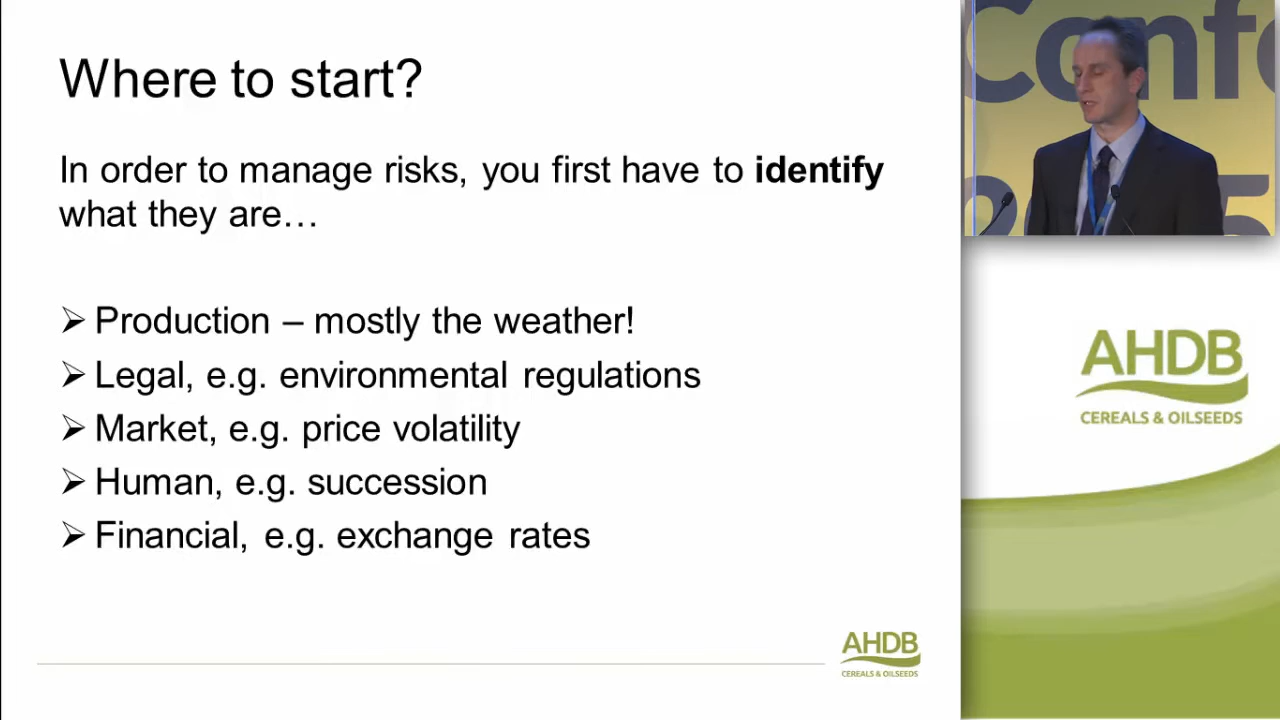 Where to start?
In order to manage risks, you first have to identify
what they are…
Production – mostly the weather!
Legal, e.g. environmental regulations
Market, e.g. price volatility
Human, e.g. succession
Financial, e.g. exchange rates
AHDB
CEREALS & OILSEEDS
Confe
AHDB
CEREALS & OILSEEDS